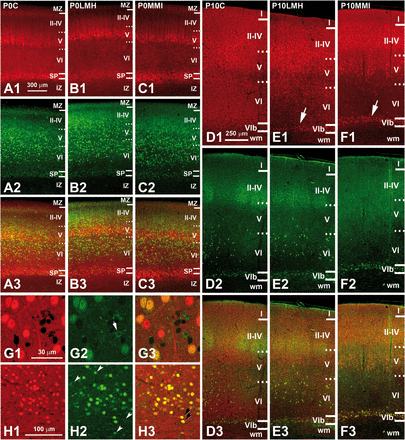 P0C
P0LMH
P0MMI
P10C
P10LMH
P10MMI
MZ
MZ
MZ
II-IV
II-IV
II-IV
V
V
V
VI
VI
VI
SP
SP
SP
IZ
IZ
IZ
A1
B1
C1
300 µm
I
I
I
II-IV
II-IV
II-IV
V
V
V
VI
VI
VI
VIb
VIb
VIb
wm
wm
wm
D1
E1
F1
250 µm
MZ
MZ
MZ
II-IV
II-IV
II-IV
V
V
V
VI
VI
VI
SP
SP
SP
IZ
IZ
IZ
A2
B2
C2
I
I
I
II-IV
II-IV
II-IV
V
V
V
VI
VI
VI
VIb
VIb
VIb
wm
wm
wm
D2
E2
F2
MZ
MZ
MZ
II-IV
II-IV
II-IV
V
V
V
VI
VI
VI
SP
SP
SP
IZ
IZ
IZ
A3
B3
C3
G1
G2
G3
30 µm
H1
H2
H3
100 µm
I
I
I
II-IV
II-IV
II-IV
V
V
V
VI
VI
VI
VIb
VIb
VIb
wm
wm
wm
D3
E3
F3